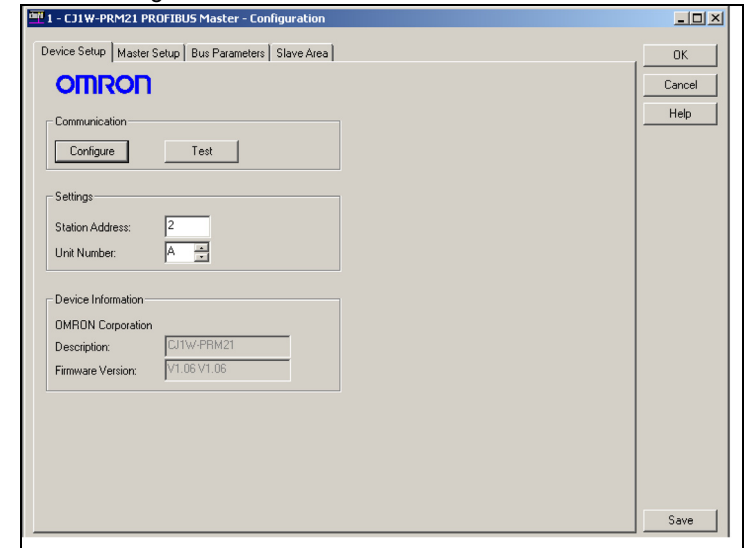 1 - CJ1W-PRM21 PROFIBUS Master - Configuration
Device Setup Master Setup Bus Parameters Slave Area
OK
OMRON
Cancel
Help
Communication
Configure Test
Settings
Station Address: 2
Unit Number: A
Device Information
OMRON Corporation
Description: CJ1W-PRM21
Firmware Version: V1.06 V1.06
Save